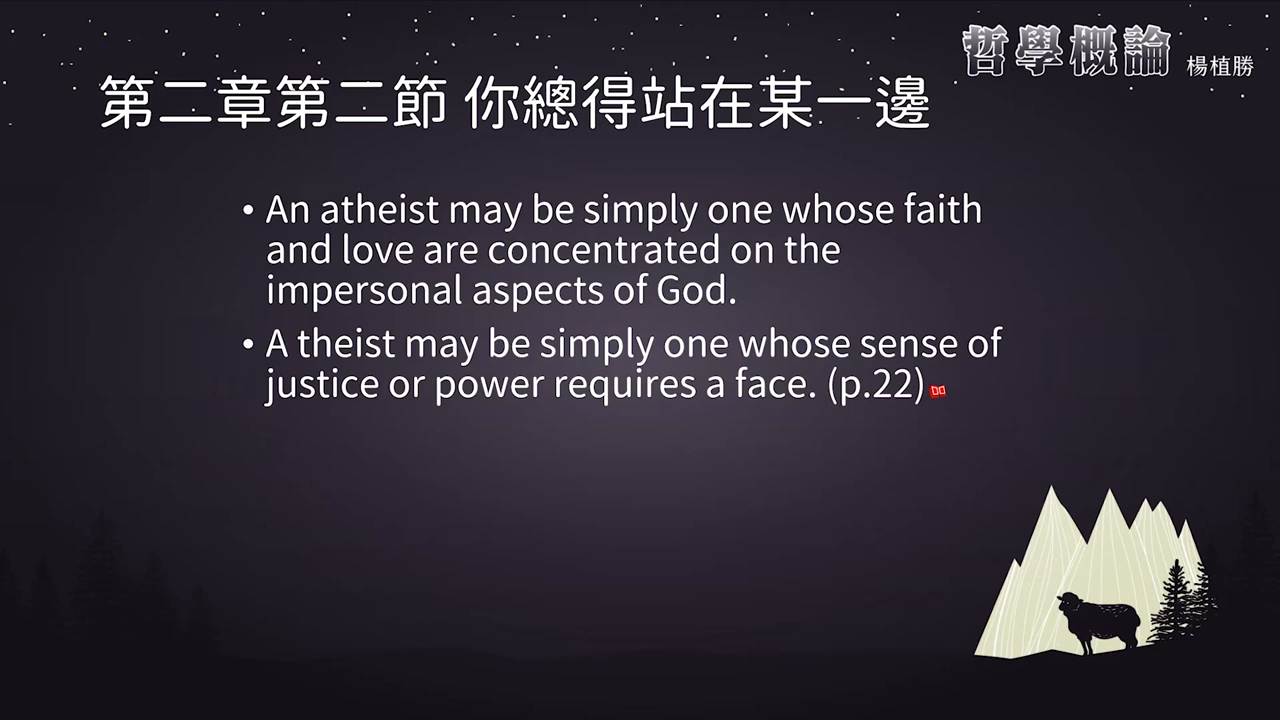 哲學概論 楊植勝
第二章第二節 你總得站在某一邊
• An atheist may be simply one whose faith
and love are concentrated on the
impersonal aspects of God.
• A theist may be simply one whose sense of
justice or power requires a face. (p.22)